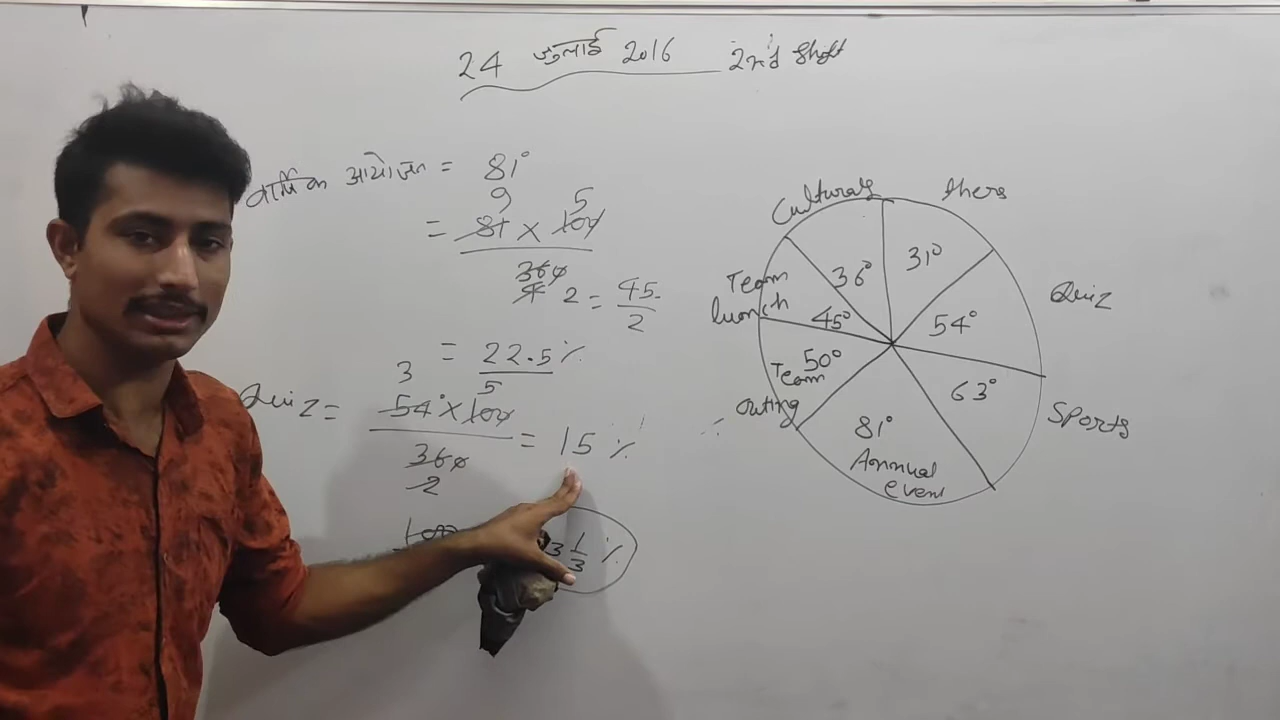 24 जुलाई 2016 2nd Shift
वार्षिक आयोजन = 81°
9 5
= 81 × 100
360
4 2 = 45
2
= 22.5 %
3 5
Quiz = 54° × 100
360
2
= 15 %
100
3 1/3 %
Culturals
thers
36°
31°
Team
lunch
45°
Quiz
54°
50°
Team
outing
63°
Sports
81°
Annual
event